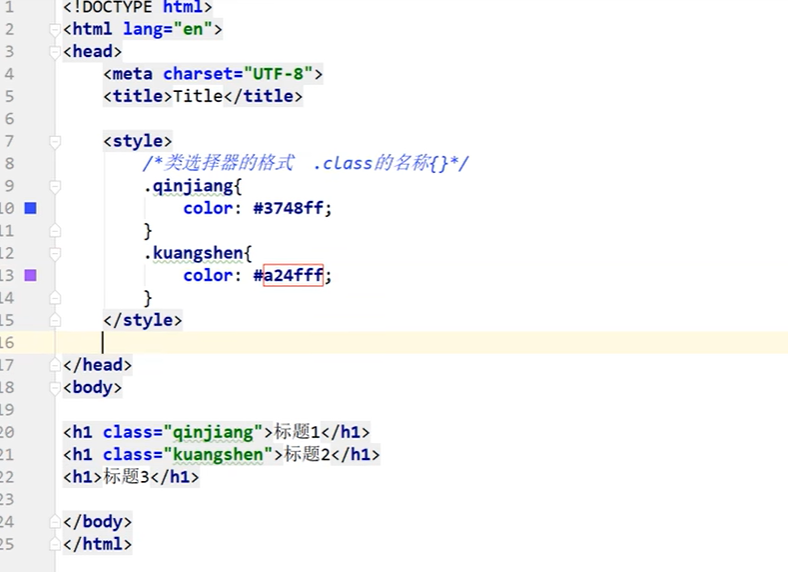 1 <!DOCTYPE html>
2 <html lang="en">
3 <head>
4 <meta charset="UTF-8">
5 <title>Title</title>
6
7 <style>
8 /*类选择器的格式 .class的名称{}*/
9 .qinjiang{
10 color: #3748ff;
11 }
12 .kuangshen{
13 color: #a24fff;
14 }
15 </style>
16
17 </head>
18 <body>
19
20 <h1 class="qinjiang">标题1</h1>
21 <h1 class="kuangshen">标题2</h1>
22 <h1>标题3</h1>
23
24 </body>
25 </html>